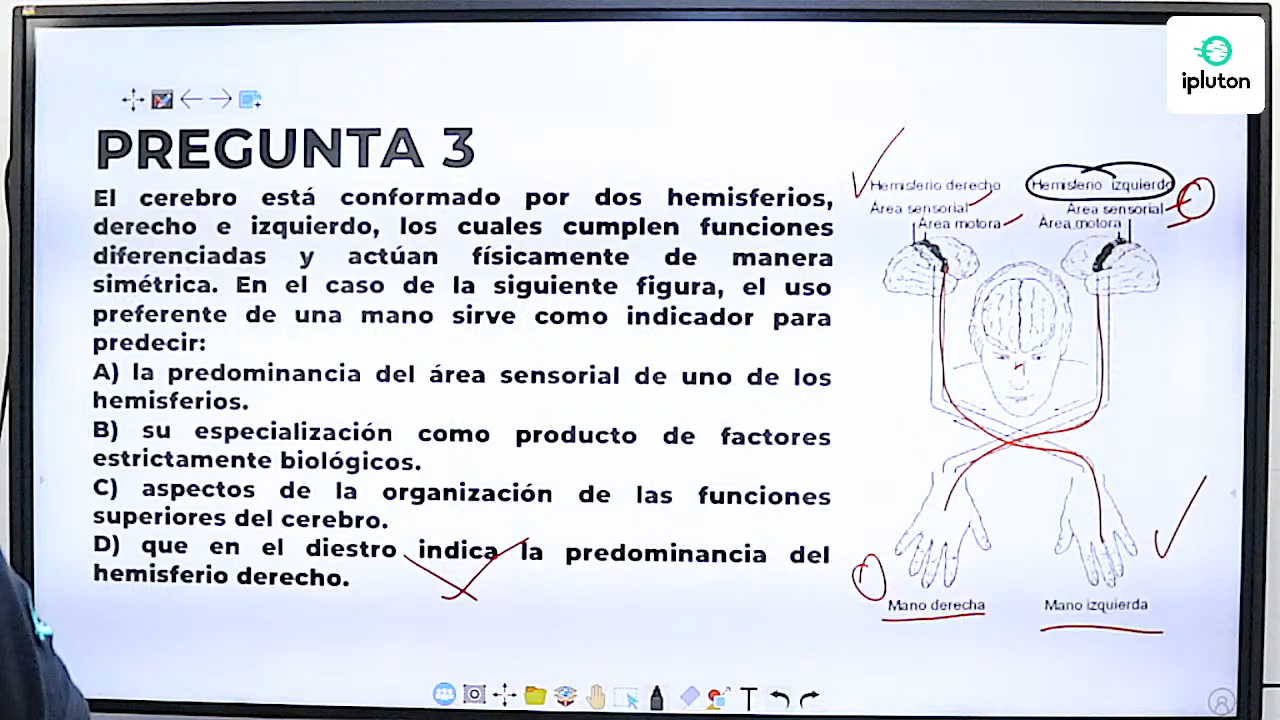 ipluton
PREGUNTA 3
El cerebro está conformado por dos hemisferios,
derecho e izquierdo, los cuales cumplen funciones
diferenciadas y actúan físicamente de manera
simétrica. En el caso de la siguiente figura, el uso
preferente de una mano sirve como indicador para
predecir:
A) la predominancia del área sensorial de uno de los
hemisferios.
B) su especialización como producto de factores
estrictamente biológicos.
C) aspectos de la organización de las funciones
superiores del cerebro.
D) que en el diestro indica la predominancia del
hemisferio derecho.
Hemisferio derecho
Área sensorial
Área motora
Hemisferio izquierdo
Área sensorial
Área motora
Mano derecha
Mano izquierda
T